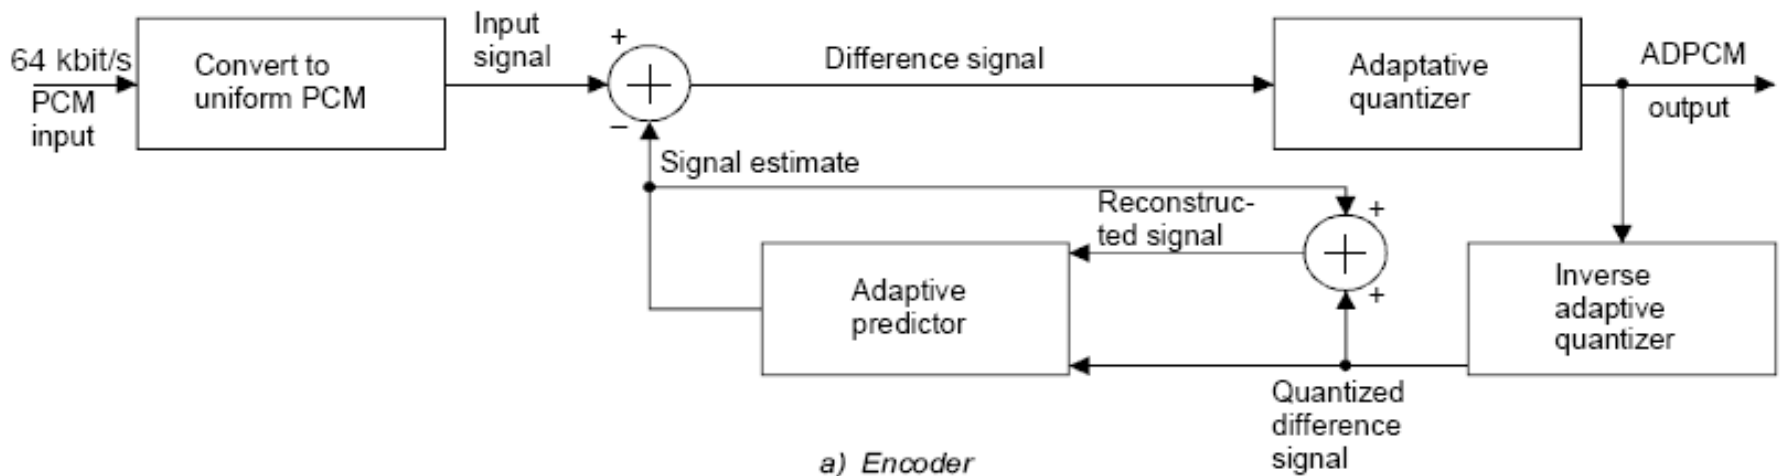 64 kbit/s
PCM
input
Convert to
uniform PCM
Input
signal
+
−
Difference signal
Adaptative
quantizer
ADPCM
output
Signal estimate
Reconstruc-
ted signal
+
+
Adaptive
predictor
Inverse
adaptive
quantizer
Quantized
difference
signal
a) Encoder